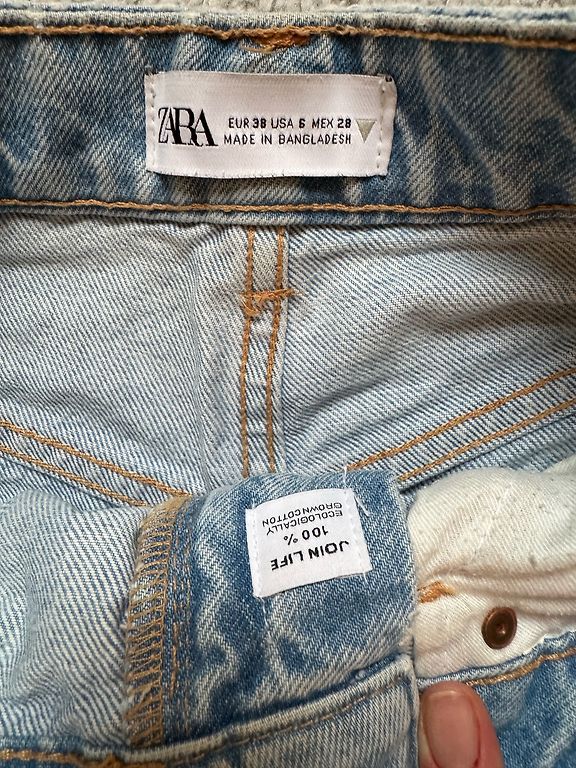 ZARA
EUR 38 USA 6 MEX 28
MADE IN BANGLADESH
JOIN LIFE
100 %
ECOLOGICALLY
GROWN COTTON